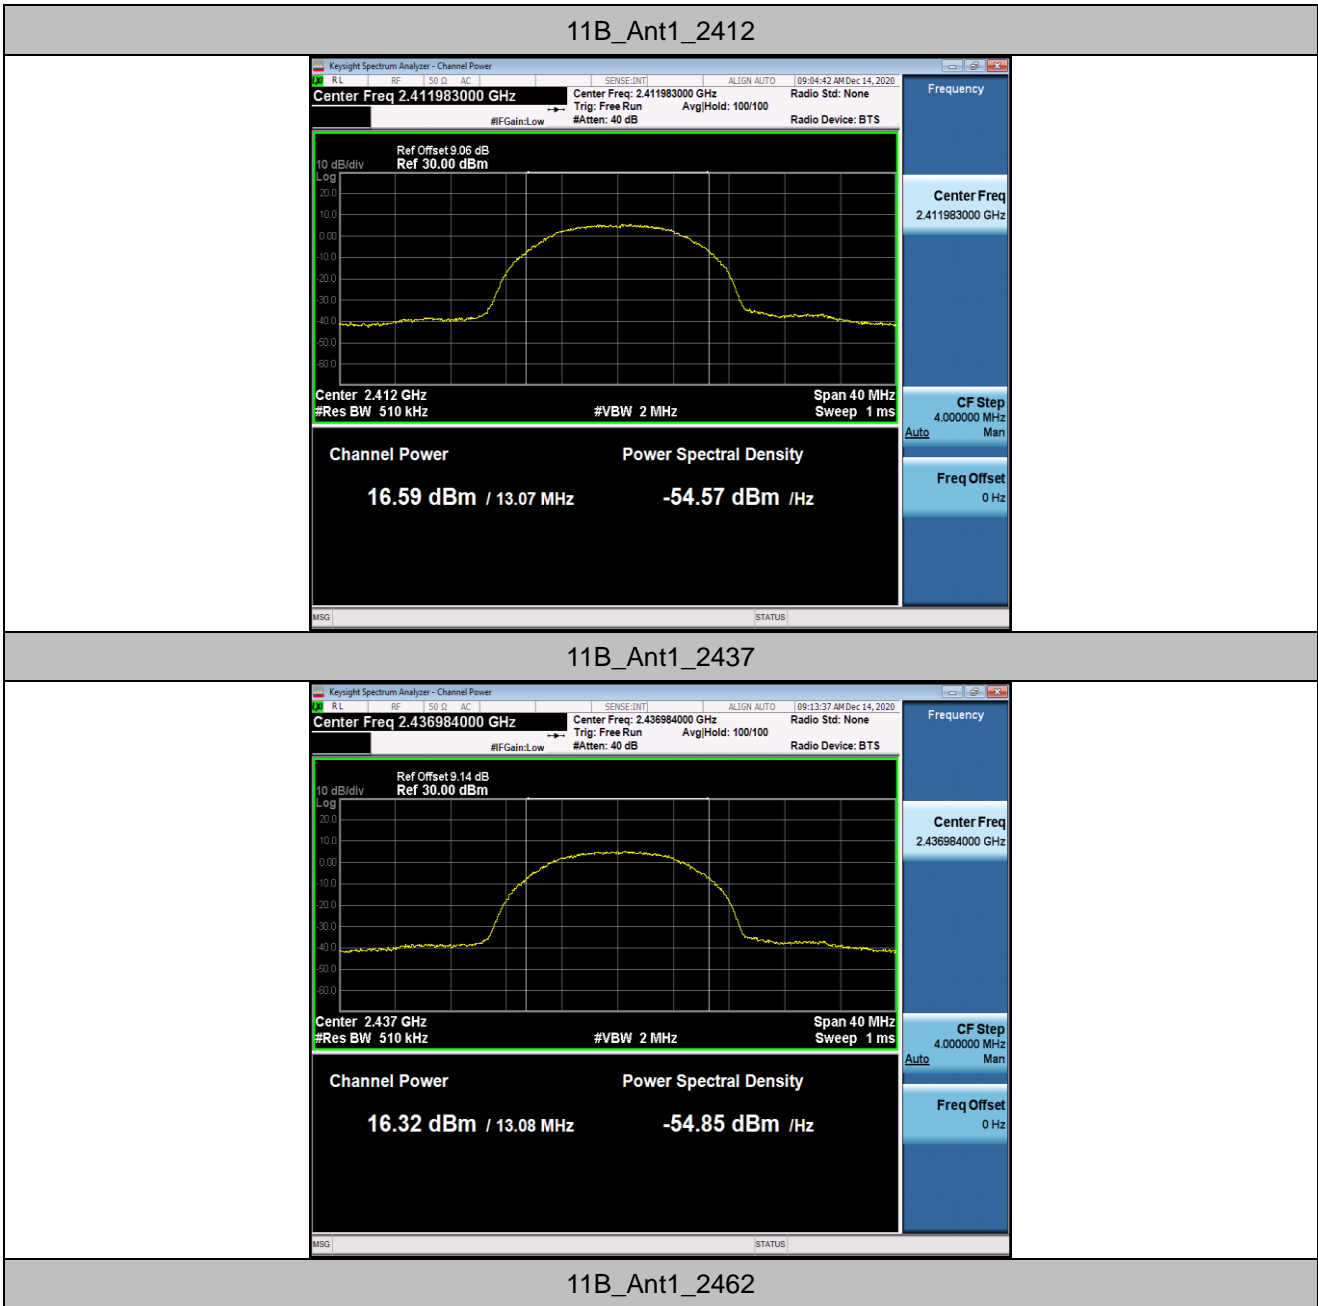 11B_Ant1_2412
Keysight Spectrum Analyzer - Channel Power
RL RF 50 Ω AC SENSE:INT ALIGN AUTO 09:04:42 AM Dec 14, 2020
Center Freq 2.411983000 GHz Center Freq: 2.411983000 GHz Radio Std: None Frequency
Trig: Free Run Avg|Hold: 100/100
#IFGain:Low #Atten: 40 dB Radio Device: BTS
Ref Offset 9.06 dB
10 dB/div Ref 30.00 dBm
Log
20.0
10.0
0.00
-10.0
-20.0
-30.0
-40.0
-50.0
-60.0
Center Freq
2.411983000 GHz
Center 2.412 GHz Span 40 MHz
#Res BW 510 kHz #VBW 2 MHz Sweep 1 ms
CF Step
4.000000 MHz
Auto Man
Channel Power Power Spectral Density
16.59 dBm / 13.07 MHz -54.57 dBm /Hz
Freq Offset
0 Hz
MSG STATUS
11B_Ant1_2437
Keysight Spectrum Analyzer - Channel Power
RL RF 50 Ω AC SENSE:INT ALIGN AUTO 09:13:37 AM Dec 14, 2020
Center Freq 2.436984000 GHz Center Freq: 2.436984000 GHz Radio Std: None Frequency
Trig: Free Run Avg|Hold: 100/100
#IFGain:Low #Atten: 40 dB Radio Device: BTS
Ref Offset 9.14 dB
10 dB/div Ref 30.00 dBm
Log
20.0
10.0
0.00
-10.0
-20.0
-30.0
-40.0
-50.0
-60.0
Center Freq
2.436984000 GHz
Center 2.437 GHz Span 40 MHz
#Res BW 510 kHz #VBW 2 MHz Sweep 1 ms
CF Step
4.000000 MHz
Auto Man
Channel Power Power Spectral Density
16.32 dBm / 13.08 MHz -54.85 dBm /Hz
Freq Offset
0 Hz
MSG STATUS
11B_Ant1_2462